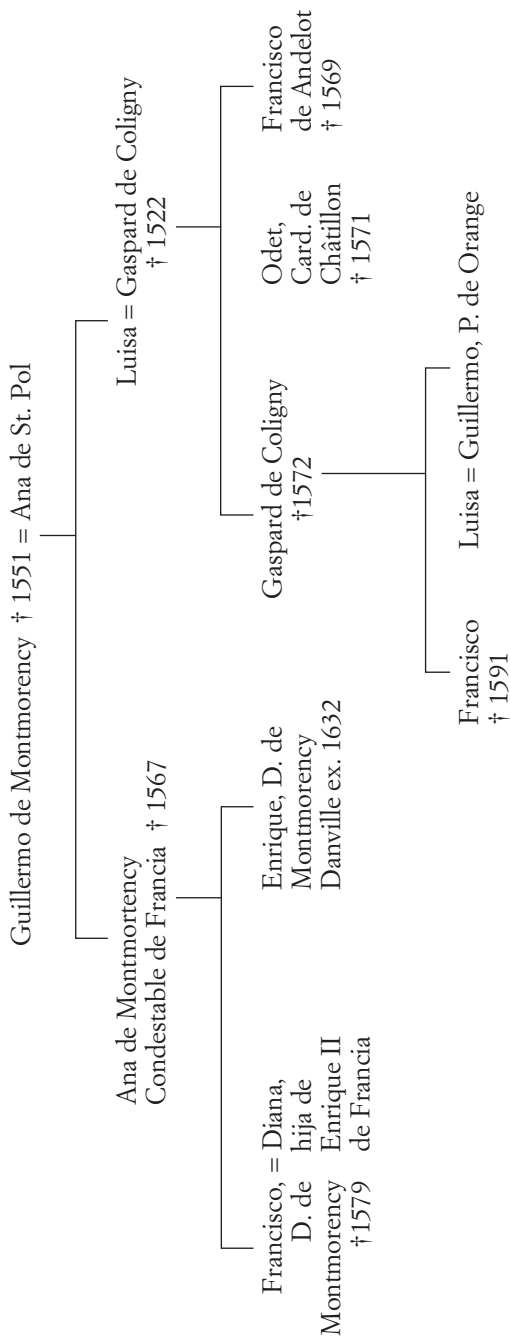 Guillermo de Montmorency † 1551 = Ana de St. Pol
Ana de Montmortency
Condestable de Francia † 1567
Luisa = Gaspard de Coligny
† 1522
Francisco, = Diana,
D. de hija de
Montmorency Enrique II
†1579 de Francia
Enrique, D. de
Montmorency
Danville ex. 1632
Gaspard de Coligny
†1572
Odet,
Card. de
Châtillon
† 1571
Francisco
de Andelot
† 1569
Francisco
† 1591
Luisa = Guillermo, P. de Orange